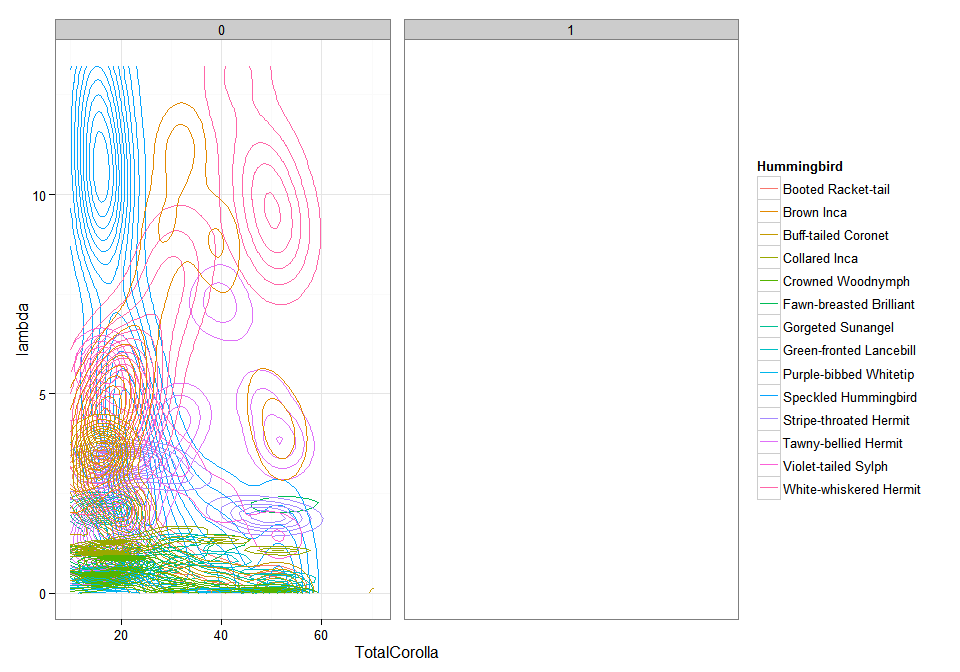 0
1
lambda
10
5
0
20
40
60
TotalCorolla
Hummingbird
Booted Racket-tail
Brown Inca
Buff-tailed Coronet
Collared Inca
Crowned Woodnymph
Fawn-breasted Brilliant
Gorgeted Sunangel
Green-fronted Lancebill
Purple-bibbed Whitetip
Speckled Hummingbird
Stripe-throated Hermit
Tawny-bellied Hermit
Violet-tailed Sylph
White-whiskered Hermit